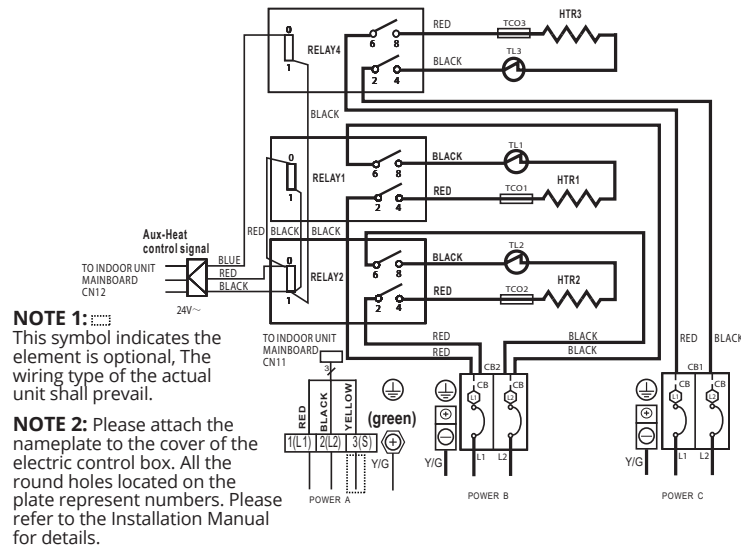 HTR3
RED
TCO3
0
RELAY4
6 8
1
BLACK
TL3
2 4
BLACK
TL1
0
BLACK
6 8
HTR1
RELAY1
RED
TCO1
1
2 4
Aux-Heat
control signal
RED BLACK BLACK
TL2
BLUE
0
BLACK
TO INDOOR UNIT
MAINBOARD
CN12
RED
RELAY2
6 8
HTR2
BLACK
1
RED
TCO2
24V～
2 4
NOTE 1:
This symbol indicates the
element is optional, The
wiring type of the actual
unit shall prevail.
NOTE 2: Please attach the
nameplate to the cover of the
electric control box. All the
round holes located on the
plate represent numbers. Please
refer to the Installation Manual
for details.
TO INDOOR UNIT
MAINBOARD
CN11
RED
RED
BLACK
BLACK
RED
BLACK
3
CB2
CB1
CB CB
CB CB
L1 L2
L1 L2
RED
BLACK
YELLOW
(green)
1(L1) 2(L2) 3(S)
Y/G
Y/G
L1 L2
Y/G
L1 L2
POWER A
POWER B
POWER C